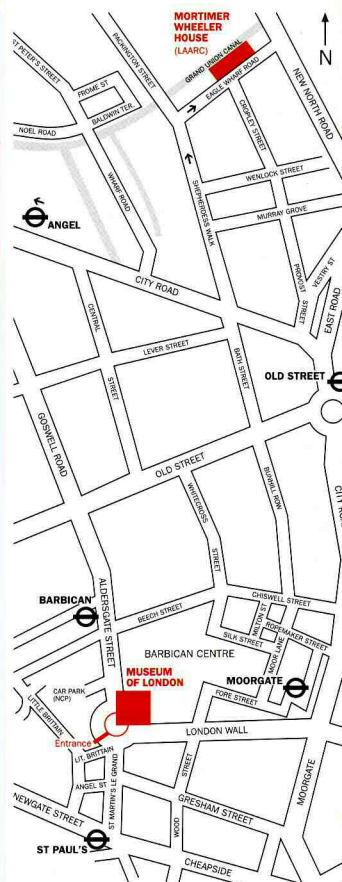 MORTIMER
WHEELER
HOUSE
(LAARC)
N
ST PETER'S STREET
PACKINGTON STREET
GRAND UNION CANAL
EAGLE WHARF ROAD
NEW NORTH ROAD
FROME ST
BALDWIN TER.
NOEL ROAD
WHARF ROAD
CROPLEY STREET
SHEPHERDESS WALK
WENLOCK STREET
MURRAY GROVE
ANGEL
CITY ROAD
PROVOST
STREET
VESTRY ST
EAST ROAD
CENTRAL
STREET
LEVER STREET
BATH STREET
OLD STREET
GOSWELL ROAD
OLD STREET
WHITECROSS
STREET
BUNHILL ROW
CITY
CHISWELL STREET
BARBICAN
ALDERSGATE STREET
BEECH STREET
MILTON ST
SILK STREET
MOOR LANE
ROPEMAKER STREET
BARBICAN CENTRE
MUSEUM
OF LONDON
MOORGATE
CAR PARK
(NCP)
FORE STREET
LITTLE BRITTAIN
Entrance
LONDON WALL
LIT. BRITTAIN
ANGEL ST
ST MARTIN'S LE GRAND
STREET
WOOD
MOORGATE
NEWGATE STREET
GRESHAM STREET
ST PAUL'S
CHEAPSIDE